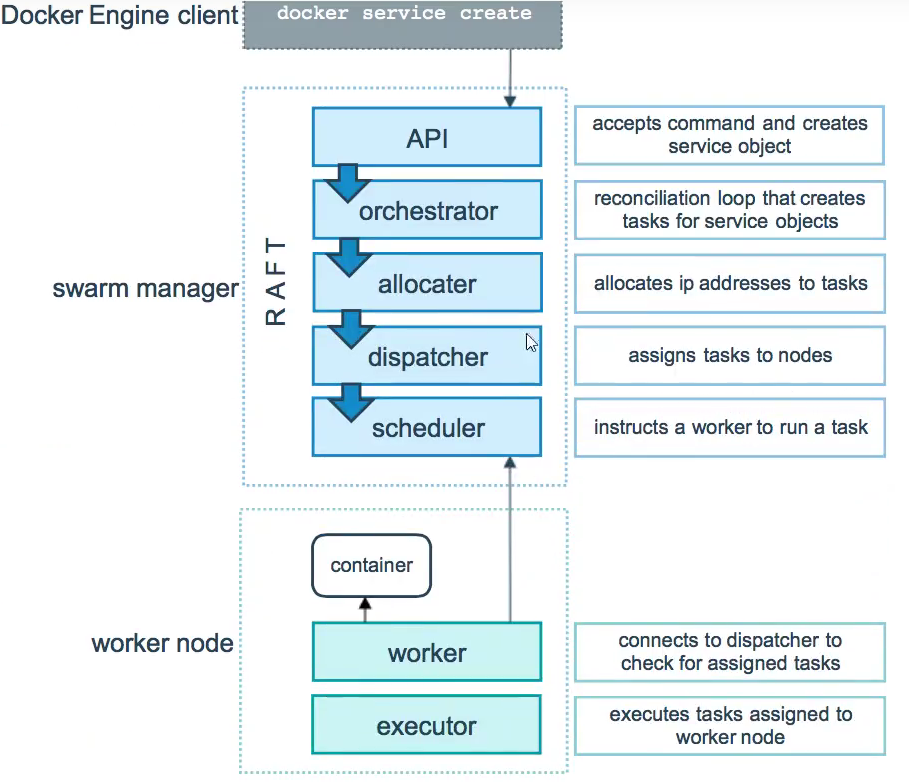 Docker Engine client
docker service create
swarm manager
RAFT
API
accepts command and creates
service object
orchestrator
reconciliation loop that creates
tasks for service objects
allocater
allocates ip addresses to tasks
dispatcher
assigns tasks to nodes
scheduler
instructs a worker to run a task
worker node
container
worker
connects to dispatcher to
check for assigned tasks
executor
executes tasks assigned to
worker node